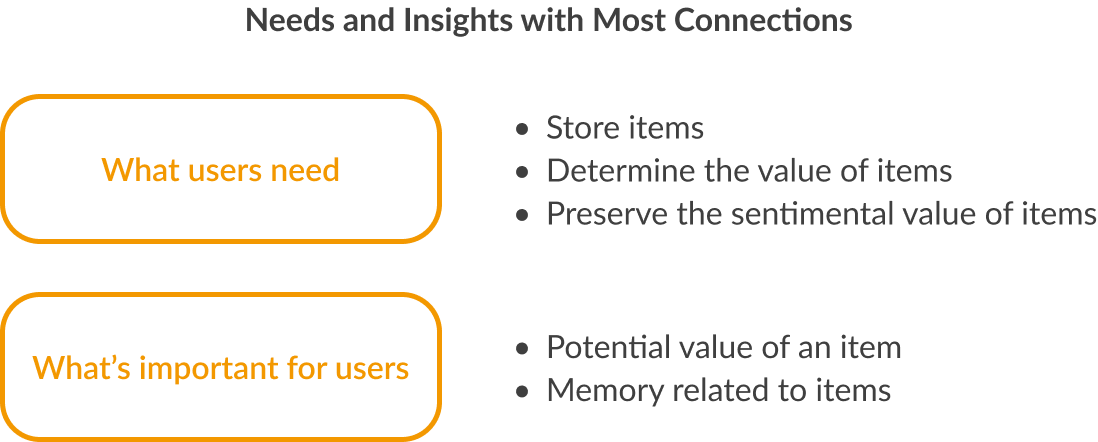 Needs and Insights with Most Connections
What users need
• Store items
• Determine the value of items
• Preserve the sentimental value of items
What’s important for users
• Potential value of an item
• Memory related to items